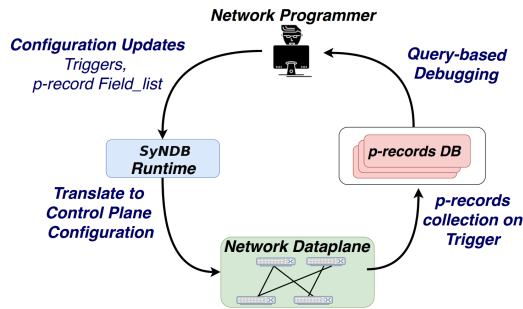 Network Programmer
Configuration Updates
Triggers,
p-record Field_list
Query-based
Debugging
SyNDB
Runtime
p-records DB
Translate to
Control Plane
Configuration
p-records
collection on
Trigger
Network Dataplane